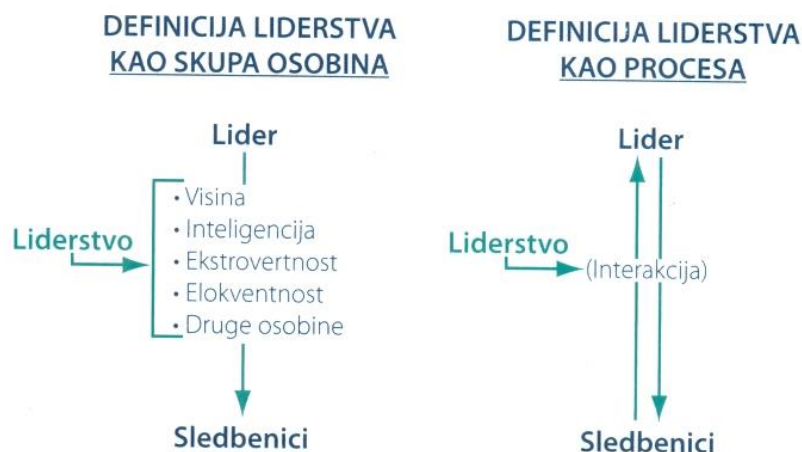 DEFINICIJA LIDERSTVA
KAO SKUPA OSOBINA
Lider
• Visina
• Inteligencija
• Ekstrovertnost
• Elokventnost
• Druge osobine
Liderstvo
Sledbenici
DEFINICIJA LIDERSTVA
KAO PROCESA
Lider
Liderstvo
(Interakcija)
Sledbenici